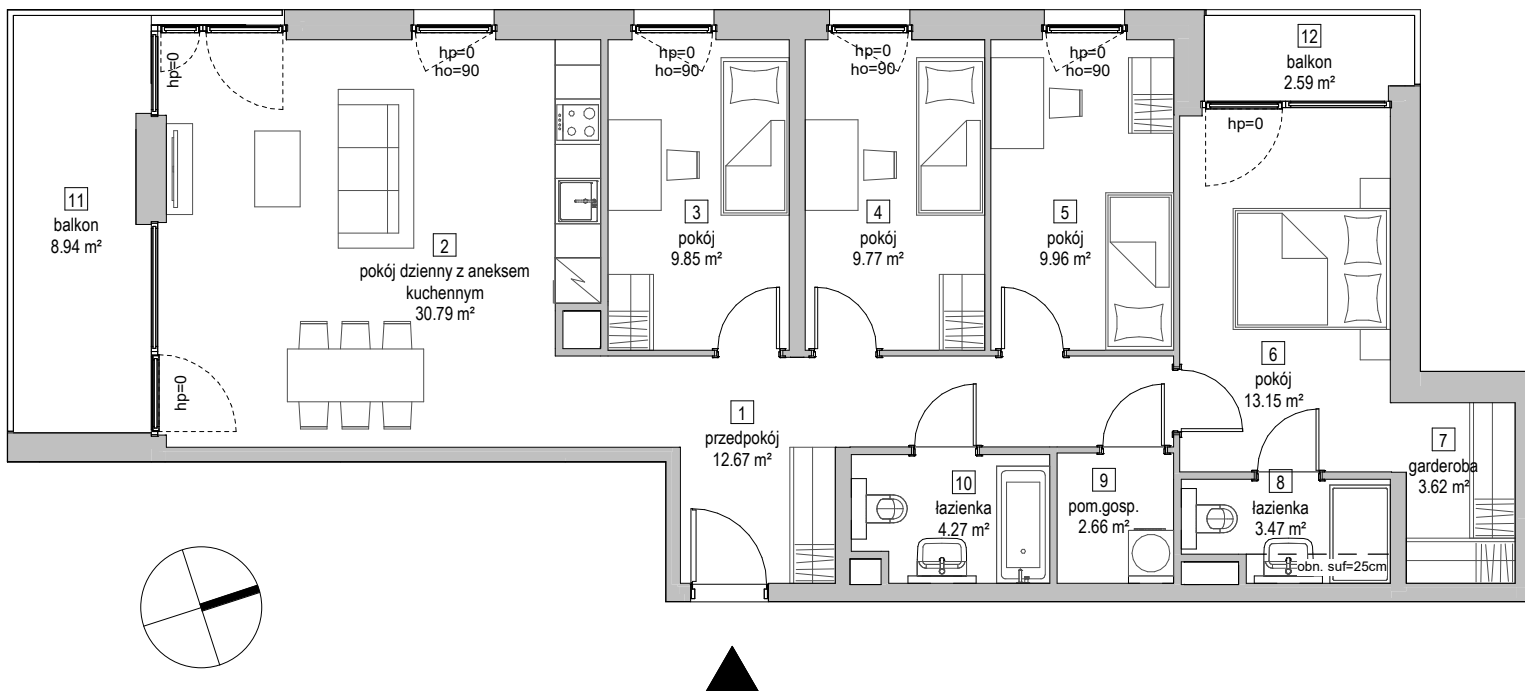 hp=0
hp=0
ho=90
hp=0
ho=90
hp=0
ho=90
hp=0
ho=90
12
balkon
2.59 m²
hp=0
11
balkon
8.94 m²
2
pokój dzienny z aneksem
kuchennym
30.79 m²
3
pokój
9.85 m²
4
pokój
9.77 m²
5
pokój
9.96 m²
6
pokój
13.15 m²
hp=0
1
przedpokój
12.67 m²
7
garderoba
3.62 m²
10
łazienka
4.27 m²
9
pom.gosp.
2.66 m²
8
łazienka
3.47 m²
obn. suf=25cm